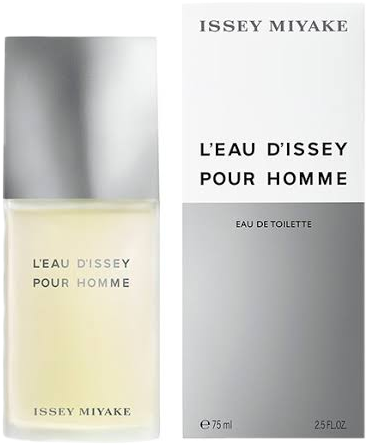 L'EAU D'ISSEY
POUR HOMME
ISSEY MIYAKE
ISSEY MIYAKE
L'EAU D'ISSEY
POUR HOMME
EAU DE TOILETTE
℮ 75 ml 2.5 FL.OZ.